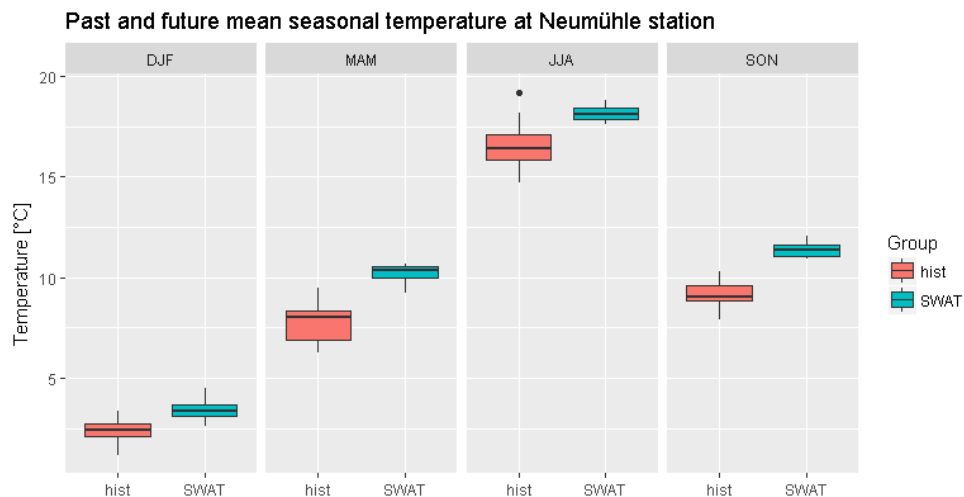 Past and future mean seasonal temperature at Neumühle station
DJF MAM JJA SON
Temperature [°C]
20
15
10
5
hist SWAT hist SWAT hist SWAT hist SWAT
Group
hist
SWAT